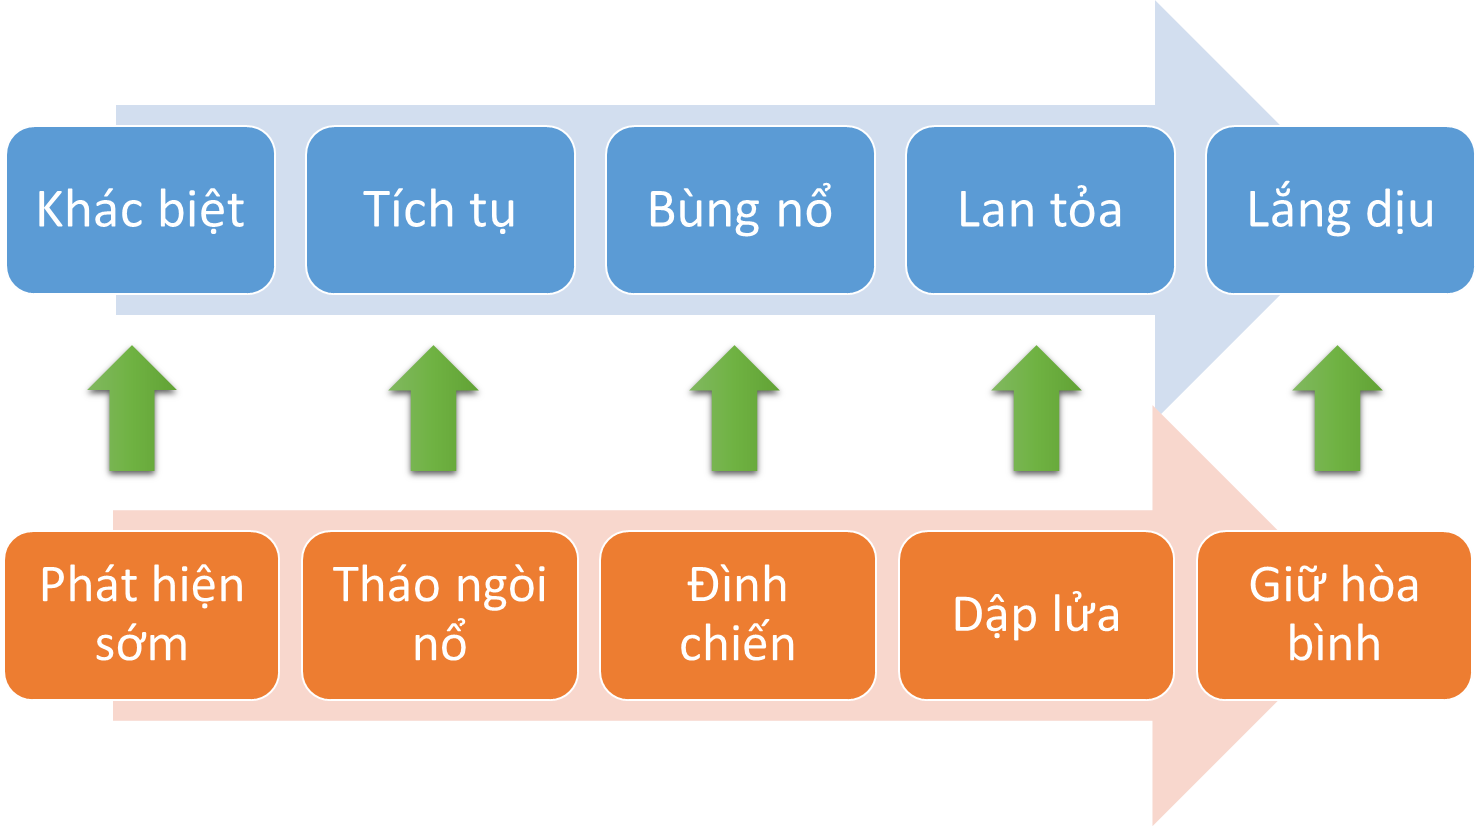 Khác biệt
Tích tụ
Bùng nổ
Lan tỏa
Lắng dịu
Phát hiện
sớm
Tháo ngòi
nổ
Đình
chiến
Dập lửa
Giữ hòa
bình